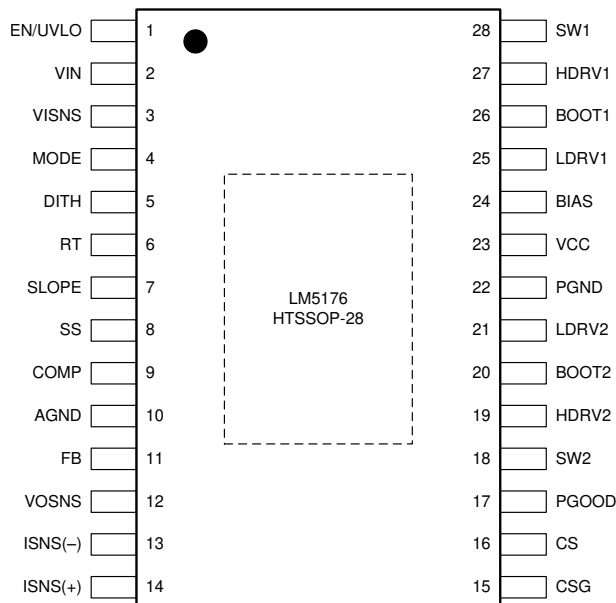 EN/UVLO 1 28 SW1
VIN 2 27 HDRV1
VISNS 3 26 BOOT1
MODE 4 25 LDRV1
DITH 5 24 BIAS
RT 6 23 VCC
SLOPE 7 22 PGND
LM5176
HTSSOP-28
SS 8 21 LDRV2
COMP 9 20 BOOT2
AGND 10 19 HDRV2
FB 11 18 SW2
VOSNS 12 17 PGOOD
ISNS(–) 13 16 CS
ISNS(+) 14 15 CSG